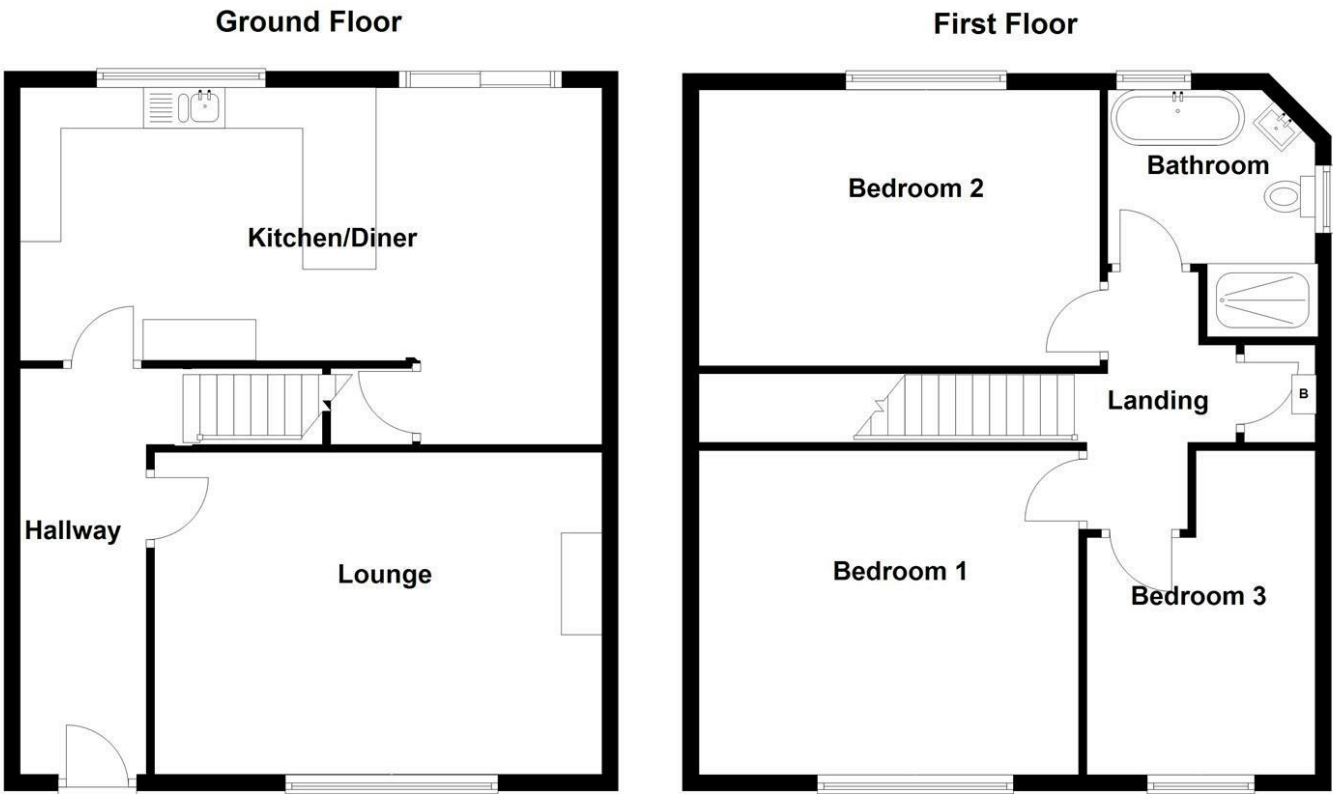 Ground Floor
First Floor
Kitchen/Diner
Hallway
Lounge
Bedroom 2
Bathroom
Landing
B
Bedroom 1
Bedroom 3